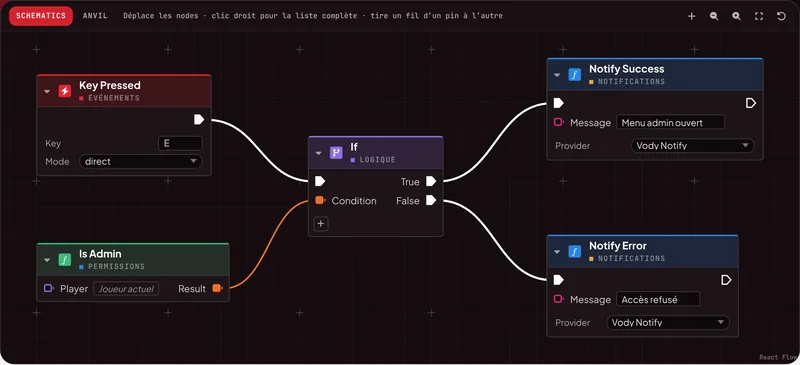 SCHEMATICS ANVIL Déplace les nodes · clic droit pour la liste complète · tire un fil d'un pin à l'autre
Key Pressed
ÉVÉNEMENTS
Key E
Mode direct
Is Admin
PERMISSIONS
Player Joueur actuel Result
If
LOGIQUE
True
Condition False
+
Notify Success
NOTIFICATIONS
Message Menu admin ouvert
Provider Vody Notify
Notify Error
NOTIFICATIONS
Message Accès refusé
Provider Vody Notify
React Flow